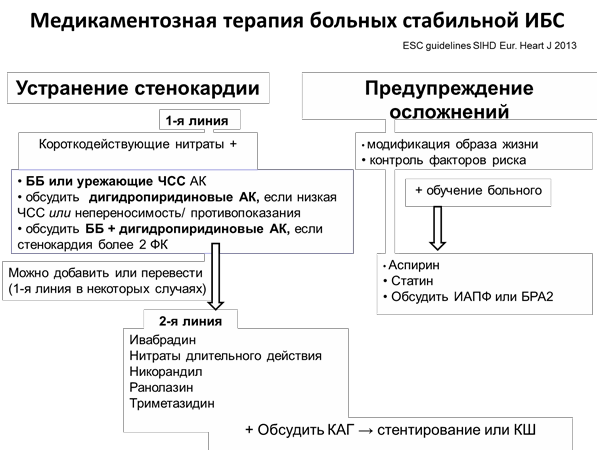 Медикаментозная терапия больных стабильной ИБС
ESC guidelines SIHD Eur. Heart J 2013
Устранение стенокардии
1-я линия
Короткодействующие нитраты +
• ББ или урежающие ЧСС АК
• обсудить дигидропиридиновые АК, если низкая
ЧСС или непереносимость/ противопоказания
• обсудить ББ + дигидропиридиновые АК, если
стенокардия более 2 ФК
Можно добавить или перевести
(1-я линия в некоторых случаях)
2-я линия
Ивабрадин
Нитраты длительного действия
Никорандил
Ранолазин
Триметазидин
+ Обсудить КАГ → стентирование или КШ
Предупреждение
осложнений
• модификация образа жизни
• контроль факторов риска
+ обучение больного
• Аспирин
• Статин
• Обсудить ИАПФ или БРА2